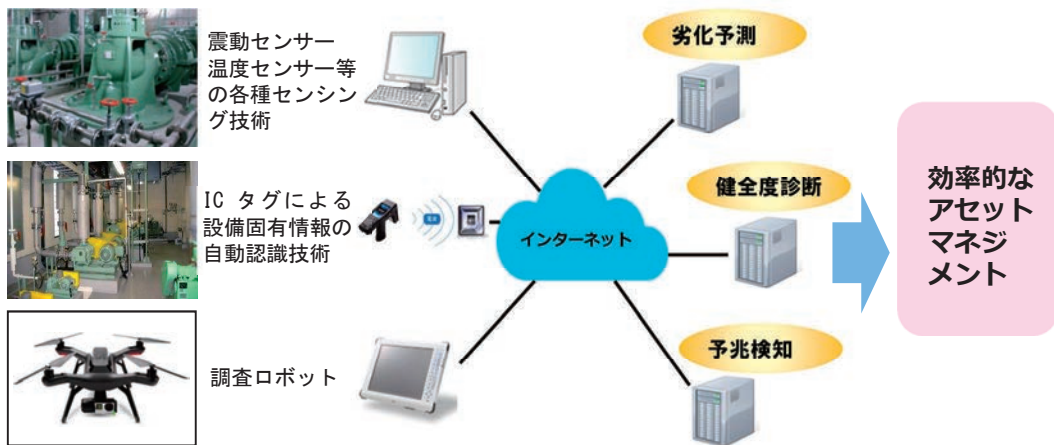 震動センサー
温度センサー等
の各種センシン
グ技術
劣化予測
IC タグによる
設備固有情報の
自動認識技術
インターネット
健全度診断
効率的な
アセット
マネジ
メント
調査ロボット
予兆検知